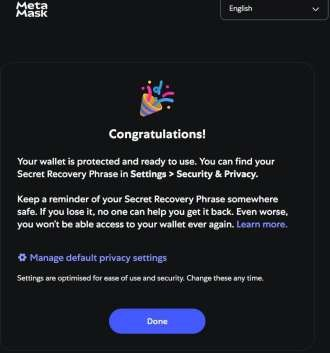 META
MASK
English
Congratulations!
Your wallet is protected and ready to use. You can find your
Secret Recovery Phrase in Settings > Security & Privacy.
Keep a reminder of your Secret Recovery Phrase somewhere
safe. If you lose it, no one can help you get it back. Even worse,
you won't be able access to your wallet ever again. Learn more.
Manage default privacy settings
Settings are optimised for ease of use and security. Change these any time.
Done